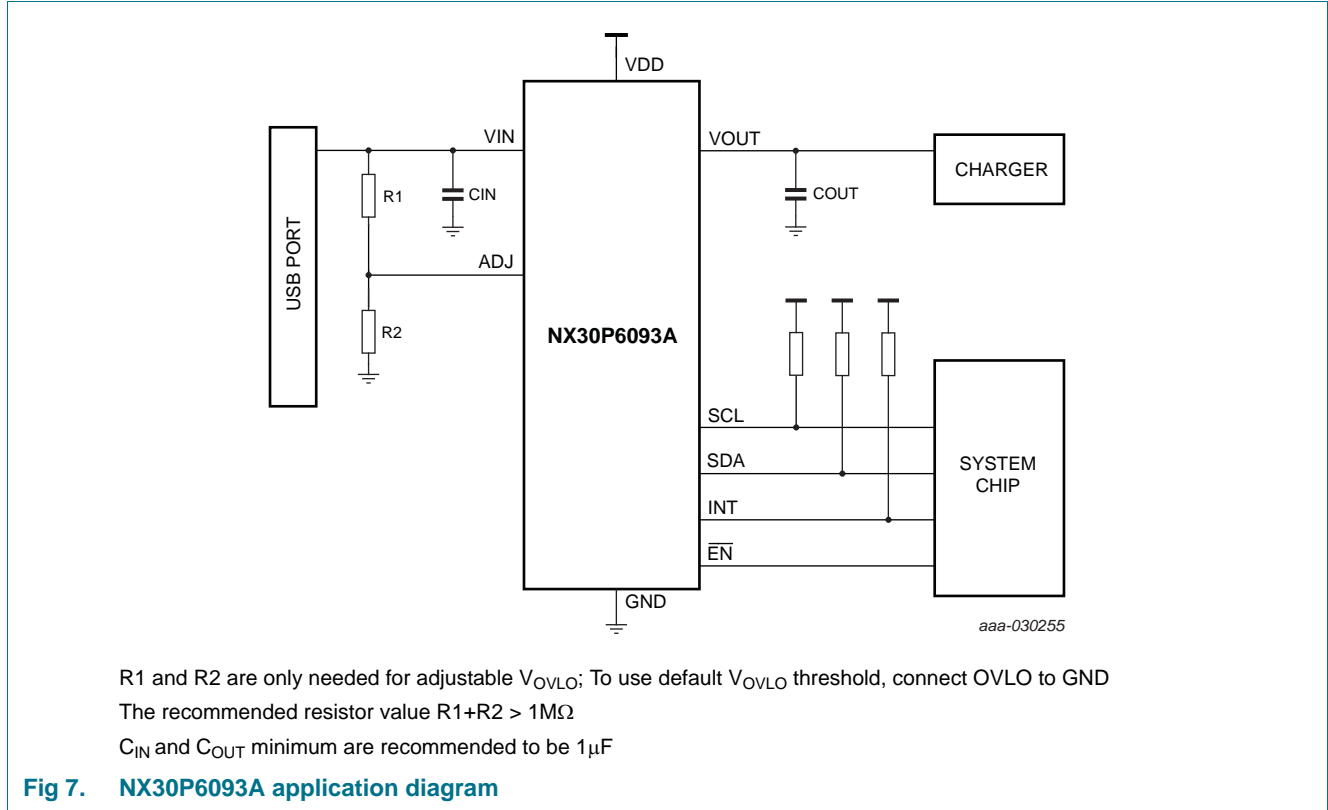 VDD
VIN
VOUT
CHARGER
R1
CIN
COUT
USB PORT
ADJ
R2
NX30P6093A
SCL
SDA
SYSTEM
CHIP
INT
E̅N̅
GND
aaa-030255
R1 and R2 are only needed for adjustable VOVLO; To use default VOVLO threshold, connect OVLO to GND
The recommended resistor value R1+R2 > 1MΩ
CIN and COUT minimum are recommended to be 1μF
Fig 7. NX30P6093A application diagram